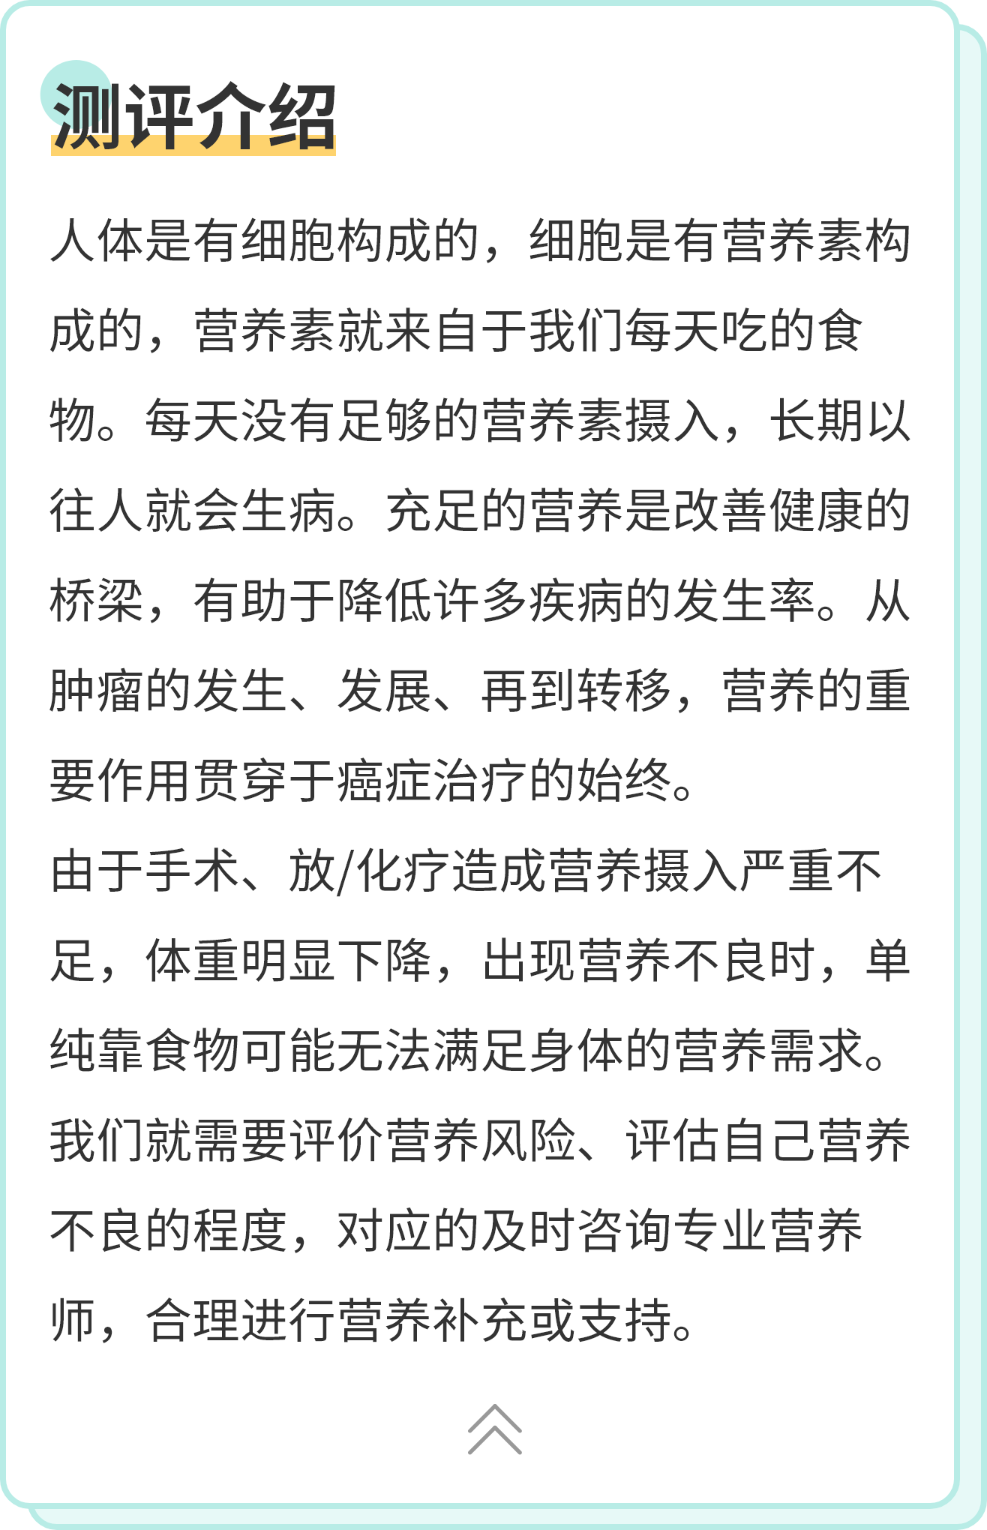 测评介绍
人体是有细胞构成的，细胞是有营养素构
成的，营养素就来自于我们每天吃的食
物。每天没有足够的营养素摄入，长期以
往人就会生病。充足的营养是改善健康的
桥梁，有助于降低许多疾病的发生率。从
肿瘤的发生、发展、再到转移，营养的重
要作用贯穿于癌症治疗的始终。
由于手术、放/化疗造成营养摄入严重不
足，体重明显下降，出现营养不良时，单
纯靠食物可能无法满足身体的营养需求。
我们就需要评价营养风险、评估自己营养
不良的程度，对应的及时咨询专业营养
师，合理进行营养补充或支持。